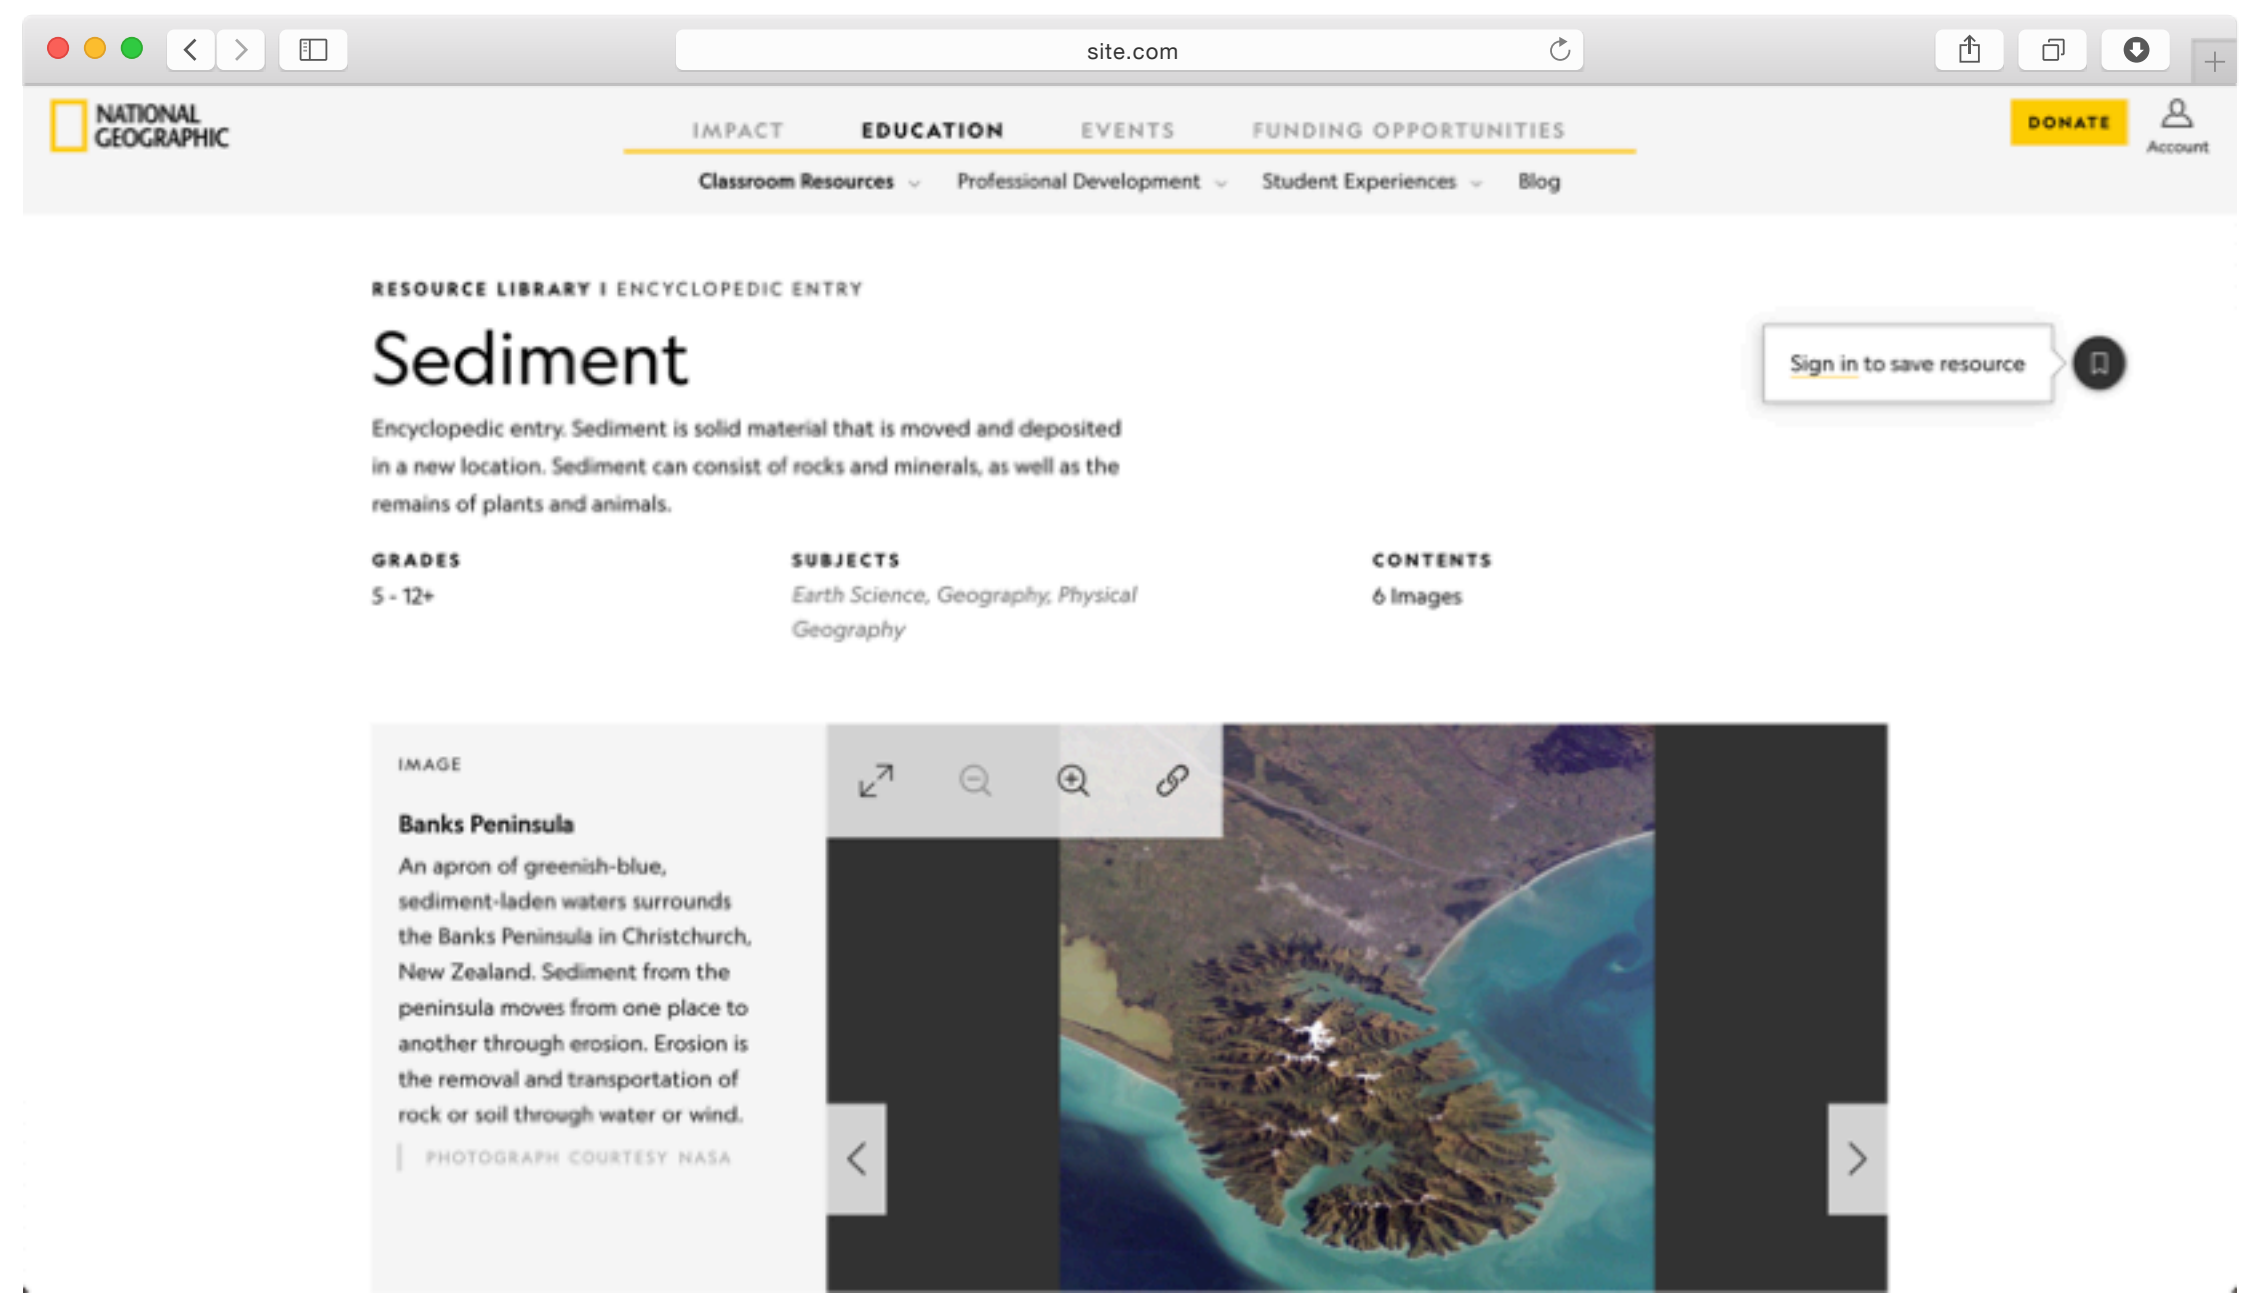 site.com
NATIONAL
GEOGRAPHIC
IMPACT EDUCATION EVENTS FUNDING OPPORTUNITIES
DONATE
Account
Classroom Resources Professional Development Student Experiences Blog
RESOURCE LIBRARY | ENCYCLOPEDIC ENTRY
Sediment
Sign in to save resource
Encyclopedic entry. Sediment is solid material that is moved and deposited
in a new location. Sediment can consist of rocks and minerals, as well as the
remains of plants and animals.
GRADES
5 - 12+
SUBJECTS
Earth Science, Geography, Physical
Geography
CONTENTS
6 Images
IMAGE
Banks Peninsula
An apron of greenish-blue,
sediment-laden waters surrounds
the Banks Peninsula in Christchurch,
New Zealand. Sediment from the
peninsula moves from one place to
another through erosion. Erosion is
the removal and transportation of
rock or soil through water or wind.
PHOTOGRAPH COURTESY NASA